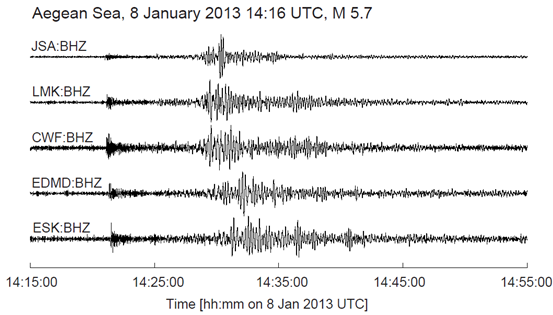 Aegean Sea, 8 January 2013 14:16 UTC, M 5.7
JSA:BHZ
LMK:BHZ
CWF:BHZ
EDMD:BHZ
ESK:BHZ
14:15:00 14:25:00 14:35:00 14:45:00 14:55:00
Time [hh:mm on 8 Jan 2013 UTC]